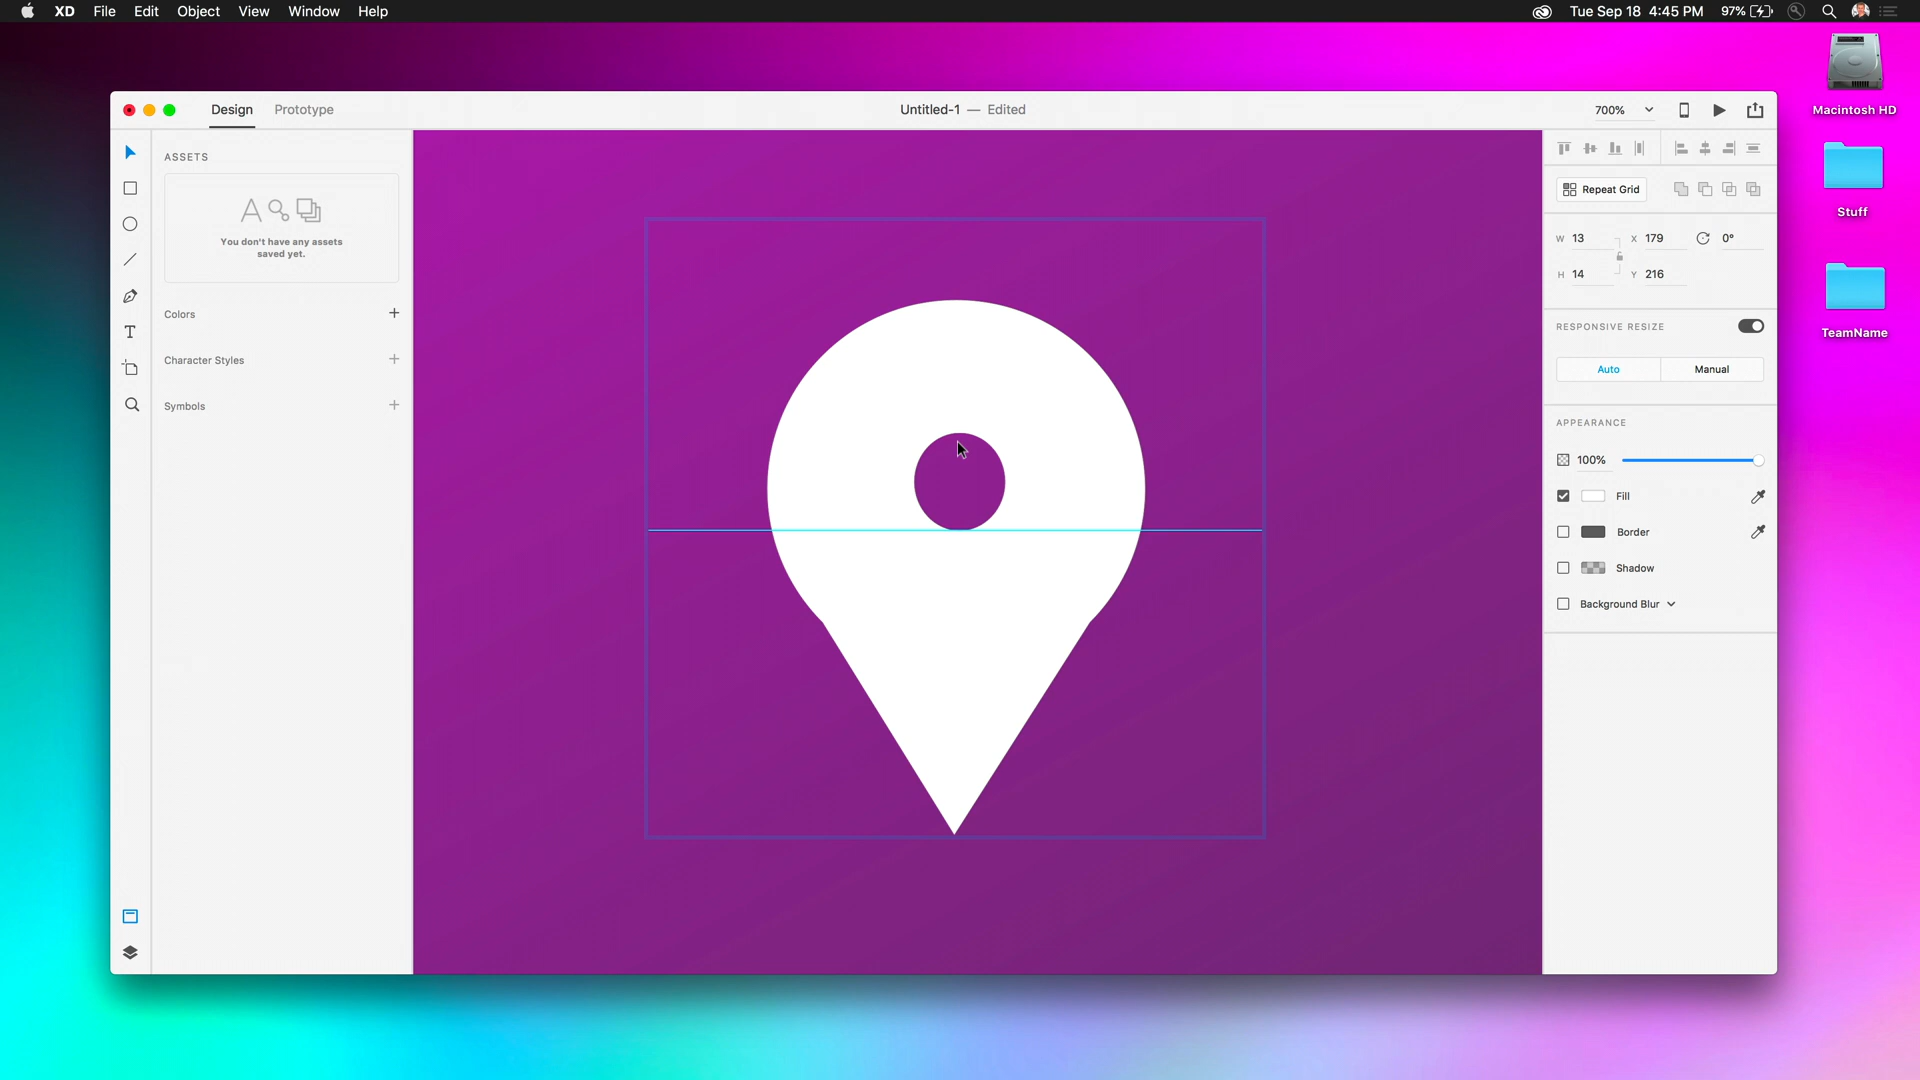 XD File Edit Object View Window Help
Tue Sep 18 4:45 PM 97%
Macintosh HD
Stuff
TeamName
Design Prototype
Untitled-1 — Edited
700%
ASSETS
You don't have any assets
saved yet.
Colors
Character Styles
Symbols
Repeat Grid
W 13 X 179 0°
H 14 Y 216
RESPONSIVE RESIZE
Auto Manual
APPEARANCE
100%
Fill
Border
Shadow
Background Blur